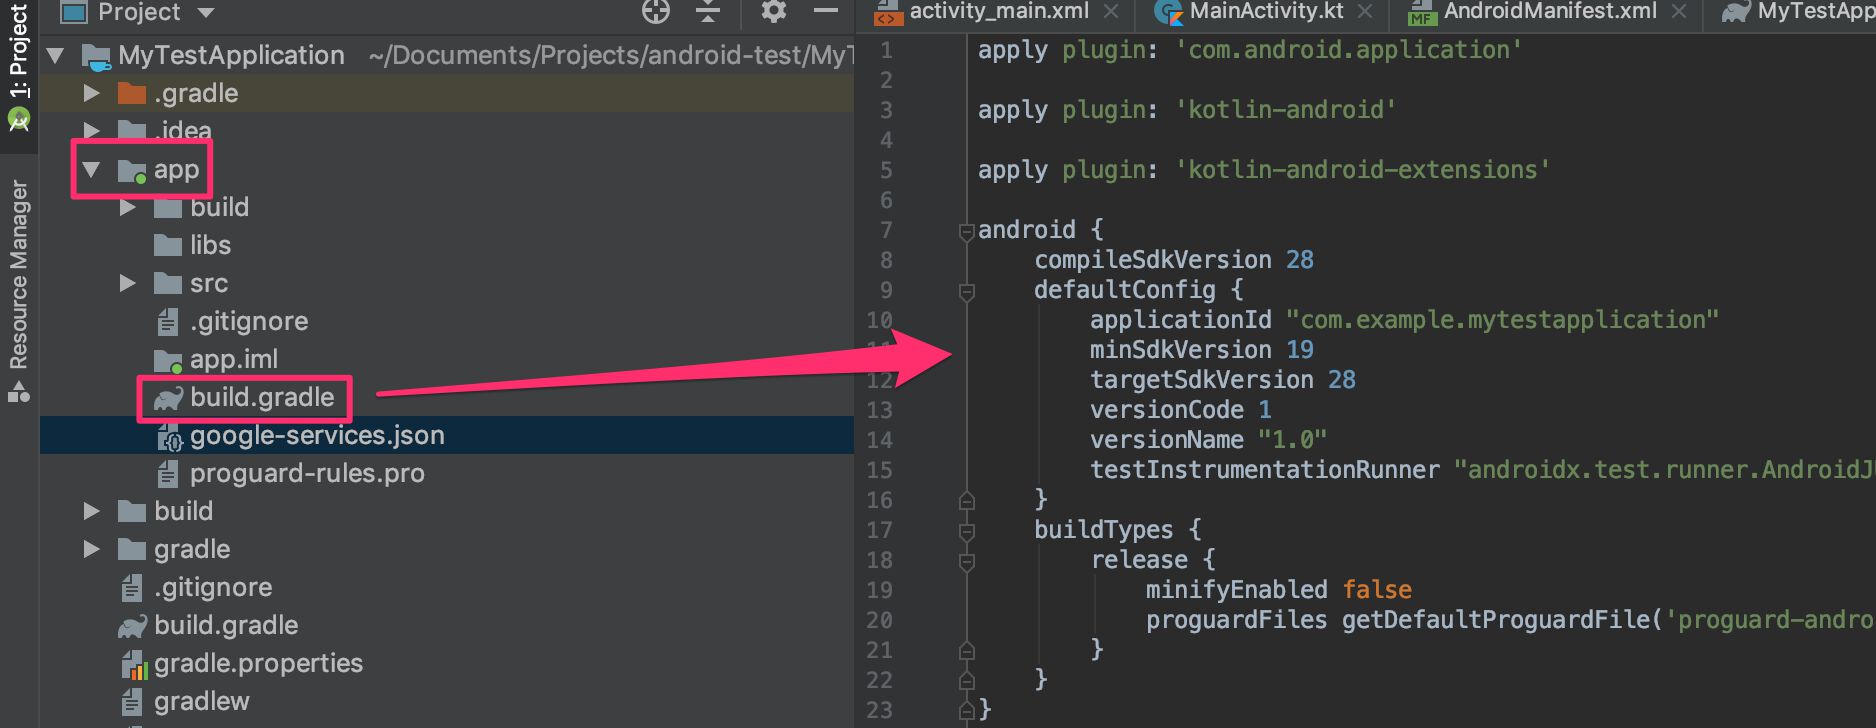 Project
1: Project
Resource Manager
MyTestApplication ~/Documents/Projects/android-test/MyT
.gradle
.idea
app
build
libs
src
.gitignore
app.iml
build.gradle
google-services.json
proguard-rules.pro
build
gradle
.gitignore
build.gradle
gradle.properties
gradlew
activity_main.xml MainActivity.kt MF AndroidManifest.xml MyTestApp
1 apply plugin: 'com.android.application'
2
3 apply plugin: 'kotlin-android'
4
5 apply plugin: 'kotlin-android-extensions'
6
7 android {
8 compileSdkVersion 28
9 defaultConfig {
10 applicationId "com.example.mytestapplication"
11 minSdkVersion 19
12 targetSdkVersion 28
13 versionCode 1
14 versionName "1.0"
15 testInstrumentationRunner "androidx.test.runner.AndroidJ
16 }
17 buildTypes {
18 release {
19 minifyEnabled false
20 proguardFiles getDefaultProguardFile('proguard-andro
21 }
22 }
23 }